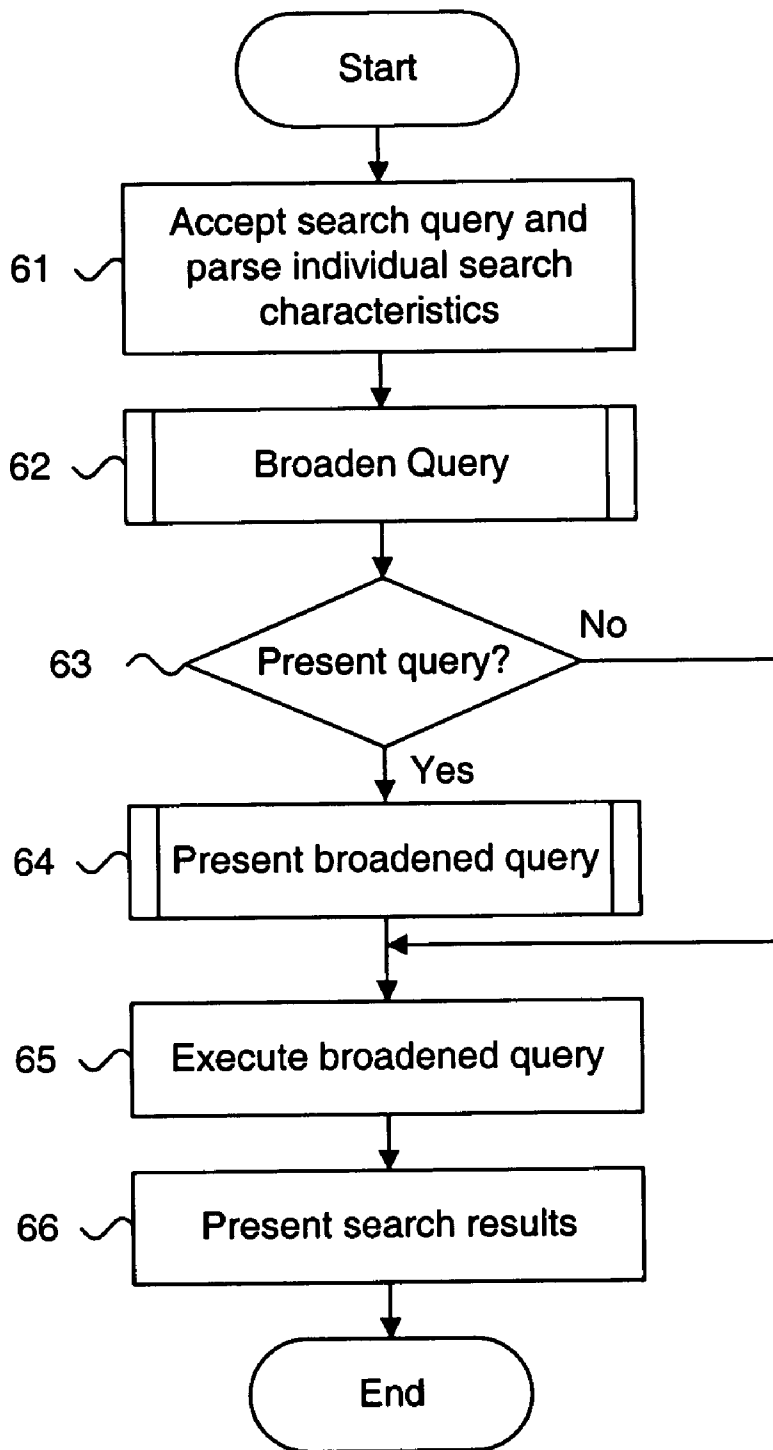 Start
61
Accept search query and
parse individual search
characteristics
62
Broaden Query
63
Present query?
No
Yes
64
Present broadened query
65
Execute broadened query
66
Present search results
End